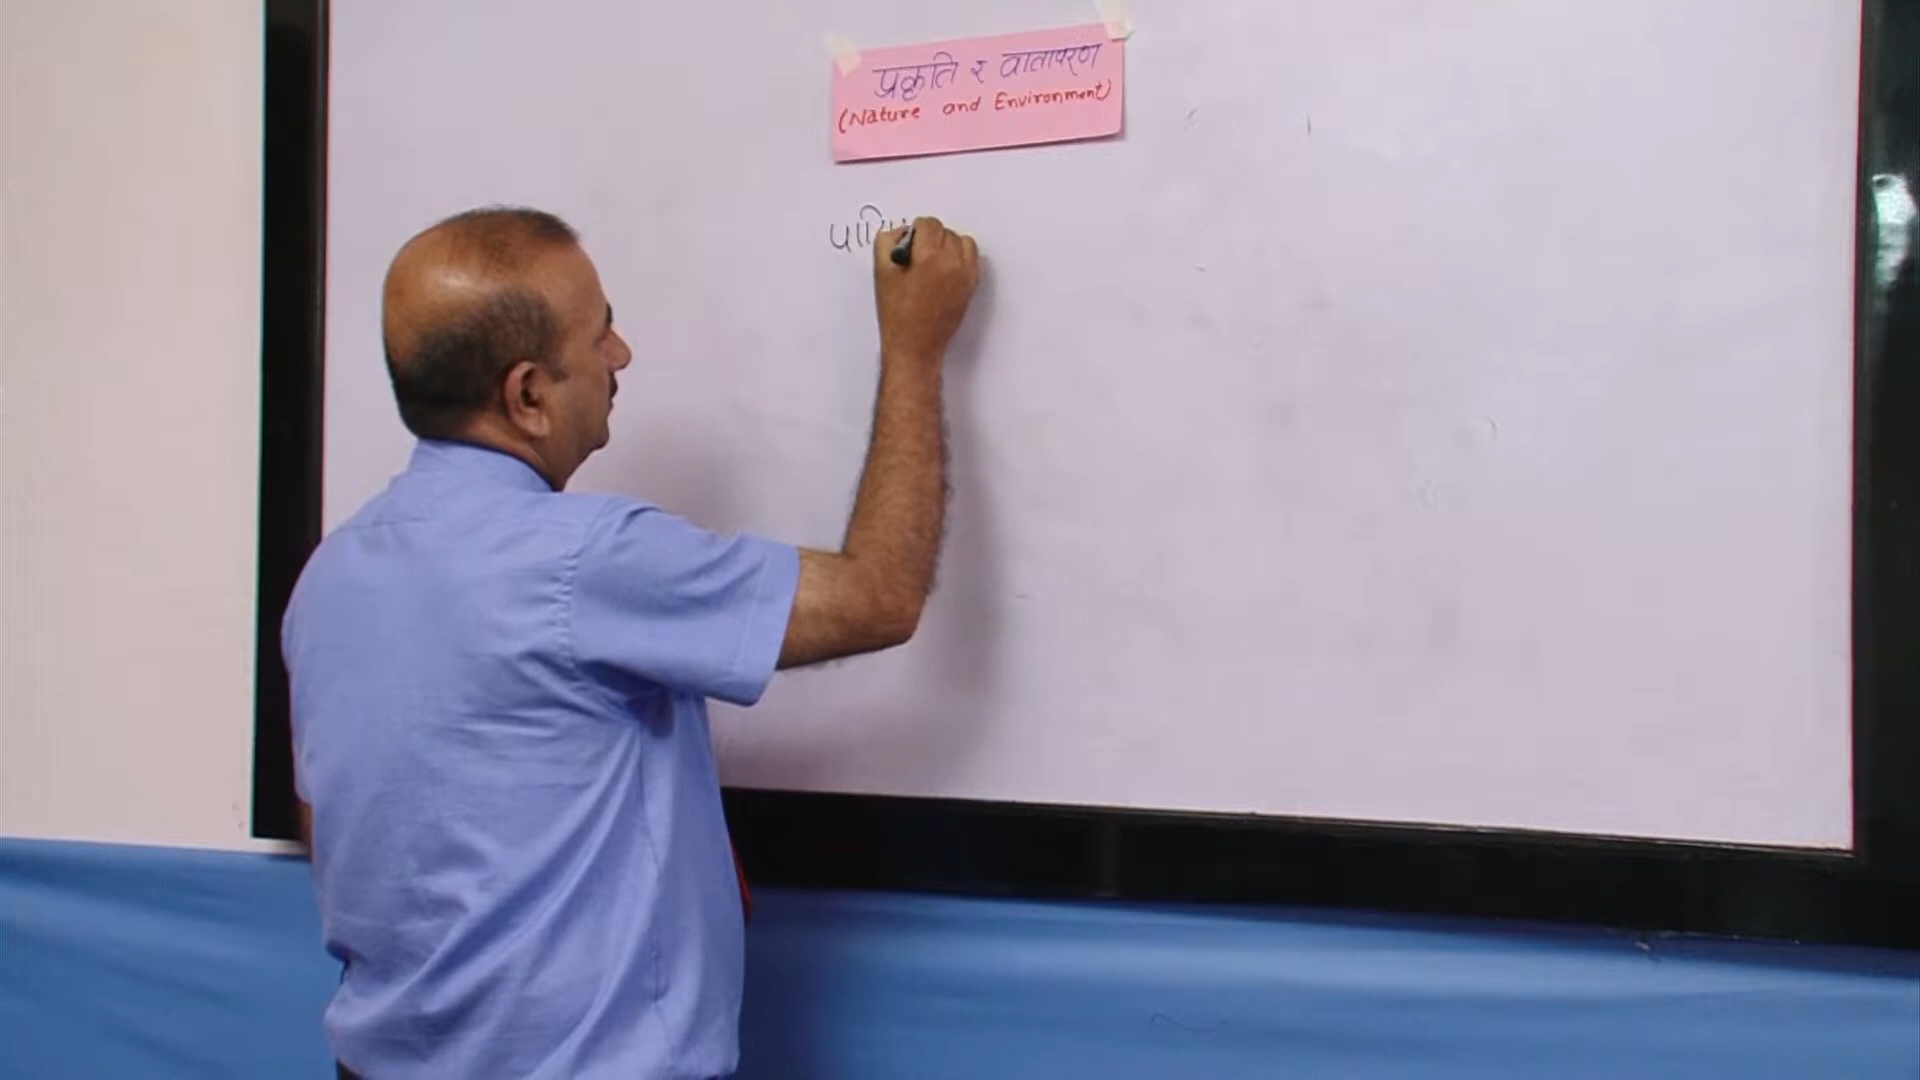 प्रकृति र वातावरण
(Nature and Environment)